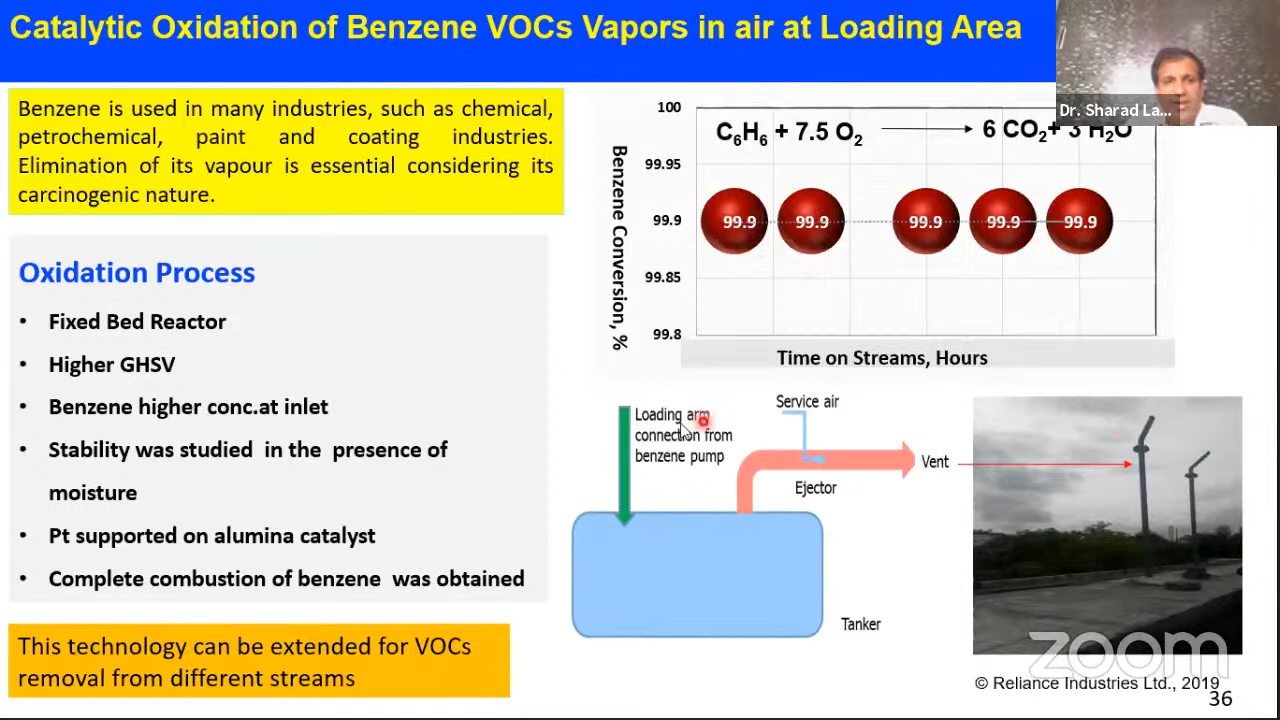 Catalytic Oxidation of Benzene VOCs Vapors in air at Loading Area
Dr. Sharad La...
Benzene is used in many industries, such as chemical,
petrochemical, paint and coating industries.
Elimination of its vapour is essential considering its
carcinogenic nature.
Oxidation Process
• Fixed Bed Reactor
• Higher GHSV
• Benzene higher conc.at inlet
• Stability was studied in the presence of
moisture
• Pt supported on alumina catalyst
• Complete combustion of benzene was obtained
This technology can be extended for VOCs
removal from different streams
Benzene Conversion, %
100
99.95
99.9
99.85
99.8
C₆H₆ + 7.5 O₂ → 6 CO₂+ 3 H₂O
99.9 99.9 99.9 99.9 99.9
Time on Streams, Hours
Loading arm
connection from
benzene pump
Service air
Ejector
Vent
Tanker
zoom
© Reliance Industries Ltd., 2019
36